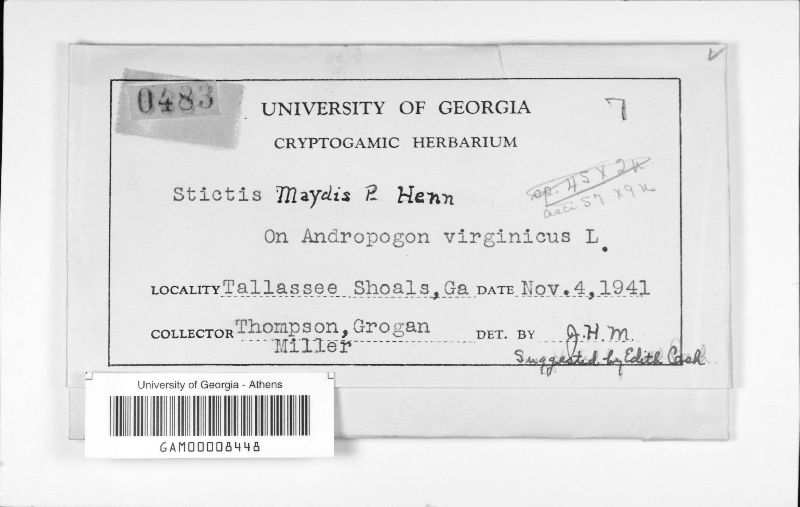 0483
UNIVERSITY OF GEORGIA
7
CRYPTOGAMIC HERBARIUM
Stictis Maydis P. Henn
sp. 45 X 2µ
asci 57 X 9µ
On Andropogon virginicus L.
LOCALITY Tallassee Shoals, Ga DATE Nov. 4, 1941
COLLECTOR Thompson, Grogan DET. BY J.H.M.
Miller
Suggested by Edith Cash
University of Georgia - Athens
GAM00008448